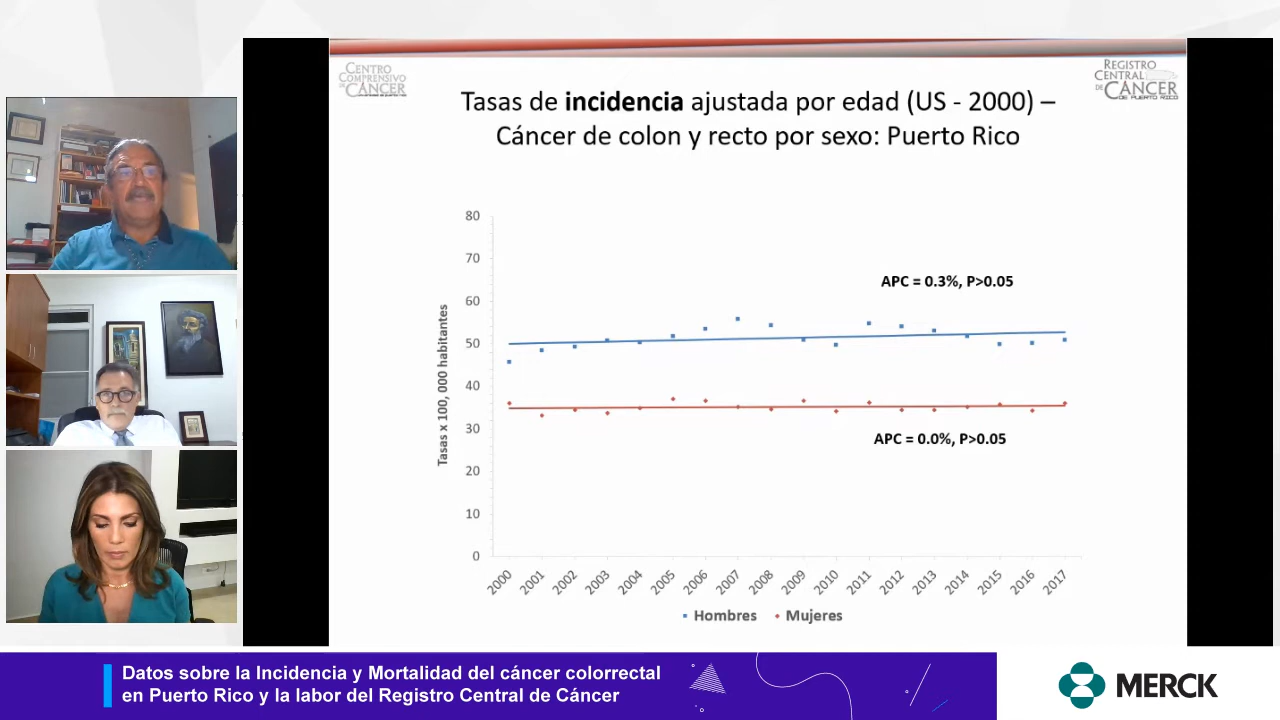 CENTRO
COMPRENSIVO
DE CÁNCER
REGISTRO
CENTRAL
DE CÁNCER
DE PUERTO RICO
Tasas de incidencia ajustada por edad (US - 2000) –
Cáncer de colon y recto por sexo: Puerto Rico
Tasas x 100, 000 habitantes
80
70
60
50
40
30
20
10
0
APC = 0.3%, P>0.05
APC = 0.0%, P>0.05
2000
2001
2002
2003
2004
2005
2006
2007
2008
2009
2010
2011
2012
2013
2014
2015
2016
2017
Hombres
Mujeres
Datos sobre la Incidencia y Mortalidad del cáncer colorrectal
en Puerto Rico y la labor del Registro Central de Cáncer
MERCK